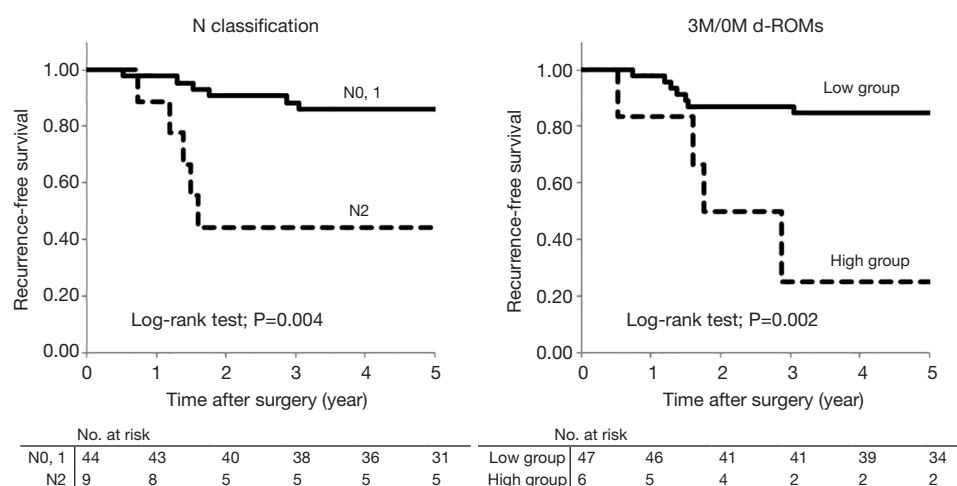 N classification
1.00
0.80
0.60
0.40
0.20
0.00
Recurrence-free survival
N0, 1
N2
Log-rank test; P=0.004
0 1 2 3 4 5
Time after surgery (year)
No. at risk
N0, 1 44 43 40 38 36 31
N2 9 8 5 5 5 5
3M/0M d-ROMs
1.00
0.80
0.60
0.40
0.20
0.00
Recurrence-free survival
Low group
High group
Log-rank test; P=0.002
0 1 2 3 4 5
Time after surgery (year)
No. at risk
Low group 47 46 41 41 39 34
High group 6 5 4 2 2 2